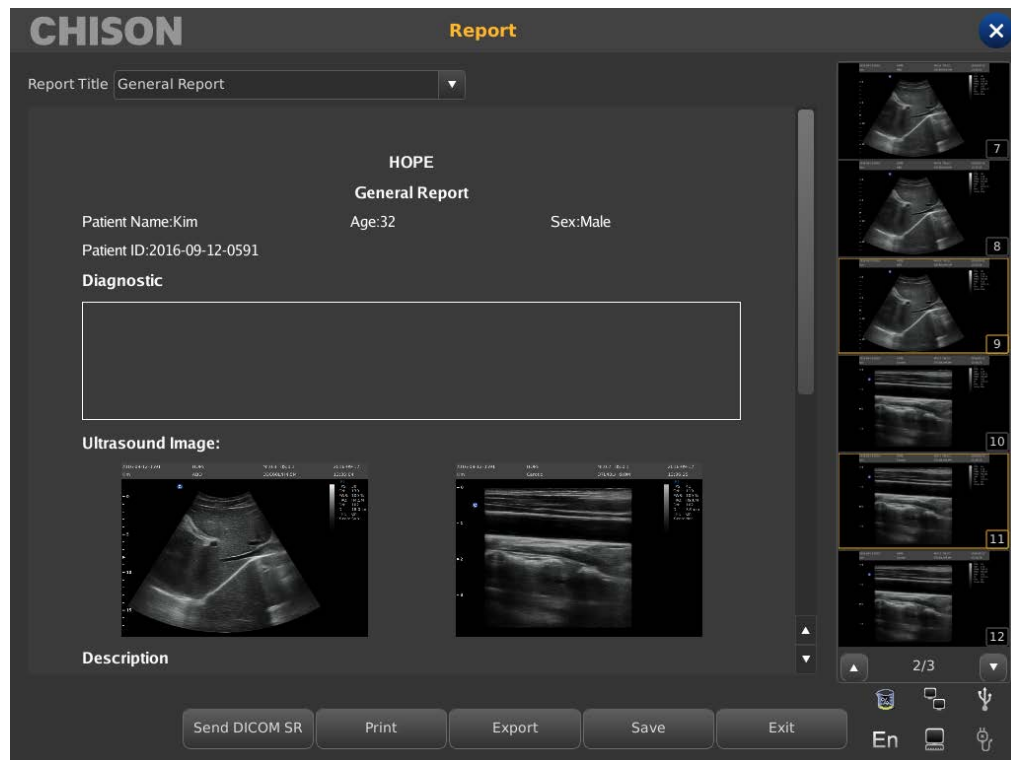 CHISON
Report
Report Title General Report
HOPE
General Report
Patient Name:Kim Age:32 Sex:Male
Patient ID:2016-09-12-0591
Diagnostic
Ultrasound Image:
Description
7
8
9
10
11
12
2/3
Send DICOM SR Print Export Save Exit
En